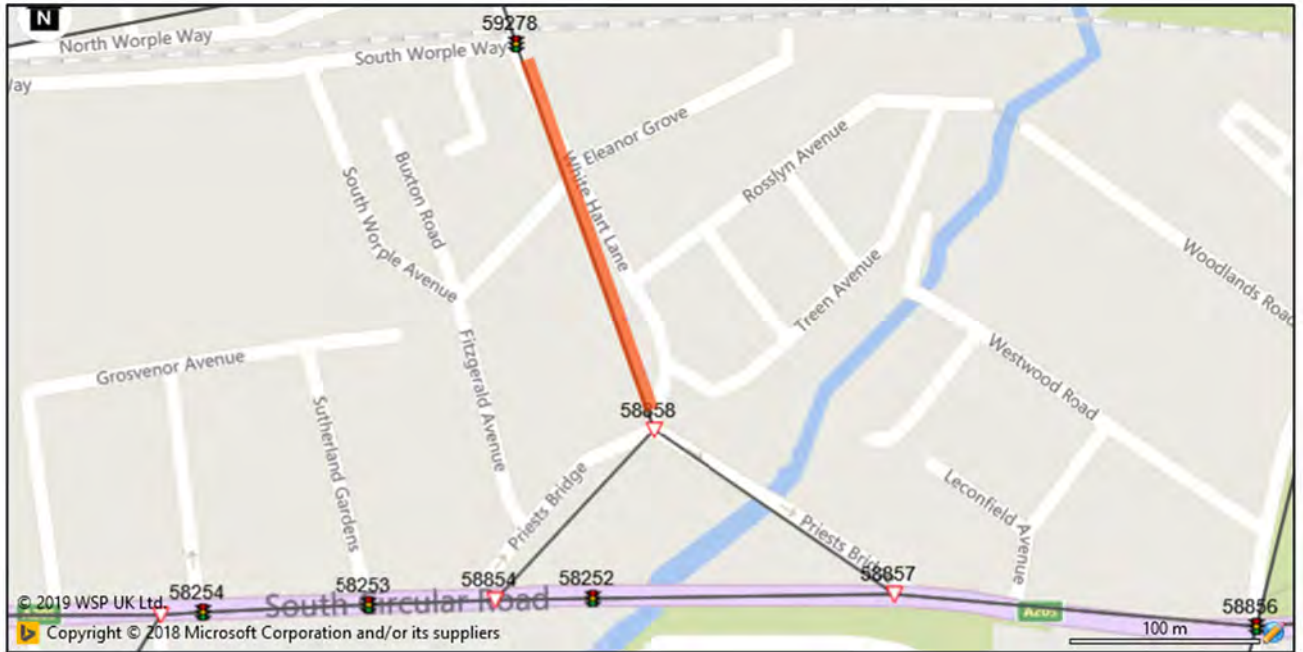 N
59278
North Worple Way
South Worple Way
Way
Eleanor Grove
White Hart Lane
Rosslyn Avenue
Buxton Road
South Worple Avenue
Woodlands Road
Treen Avenue
Grosvenor Avenue
Fitzgerald Avenue
Westwood Road
Sutherland Gardens
58858
Leconfield Avenue
Priests Bridge
Priests Bridge
58254
58253
58854
58252
58857
58856
South Circular Road
A205
© 2019 WSP UK Ltd.
Copyright © 2018 Microsoft Corporation and/or its suppliers
100 m